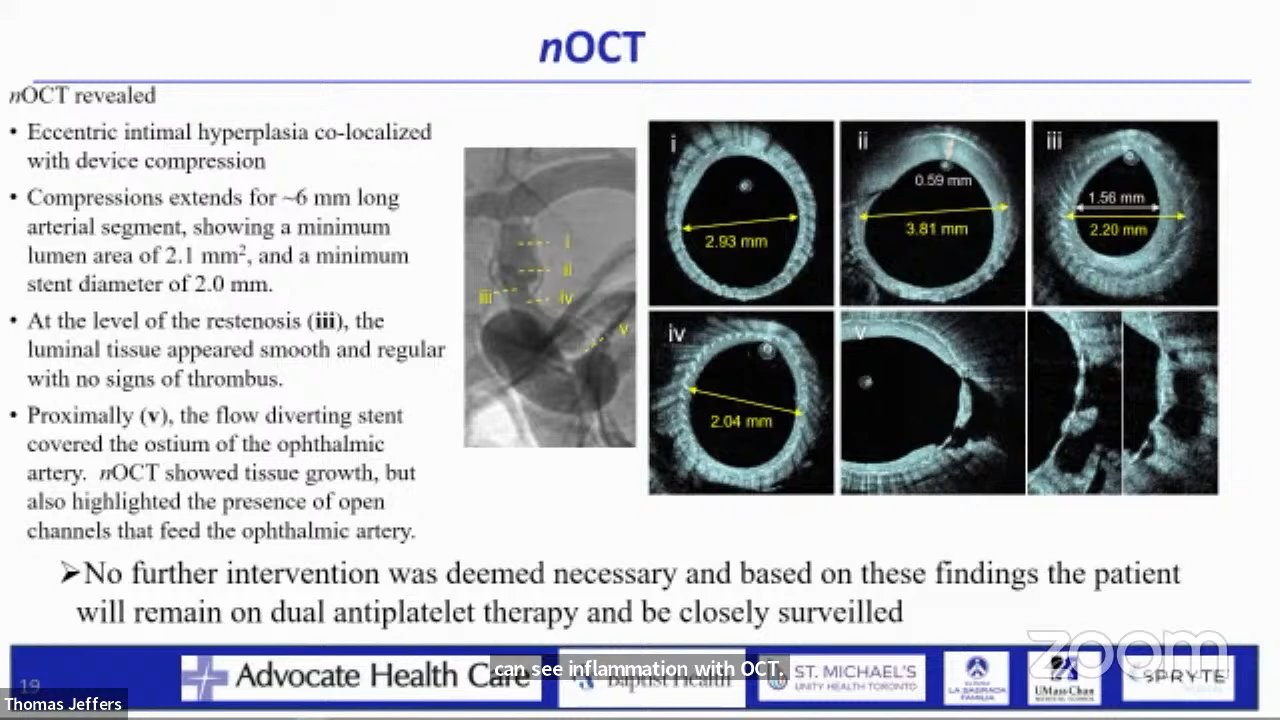 nOCT
nOCT revealed
• Eccentric intimal hyperplasia co-localized
with device compression
• Compressions extends for ~6 mm long
arterial segment, showing a minimum
lumen area of 2.1 mm², and a minimum
stent diameter of 2.0 mm.
• At the level of the restenosis (iii), the
luminal tissue appeared smooth and regular
with no signs of thrombus.
• Proximally (v), the flow diverting stent
covered the ostium of the ophthalmic
artery. nOCT showed tissue growth, but
also highlighted the presence of open
channels that feed the ophthalmic artery.
i
ii
iii
iv
v
i
2.93 mm
ii
0.59 mm
3.81 mm
iii
1.56 mm
2.20 mm
iv
2.04 mm
v
➤No further intervention was deemed necessary and based on these findings the patient
will remain on dual antiplatelet therapy and be closely surveilled
zoom
19
Advocate Health Care
can see inflammation with OCT.
Baptist Health
ST. MICHAEL'S
UNITY HEALTH TORONTO
LA SAGRADA
FAMILIA
UMass Chan
SPRYTE
Thomas Jeffers